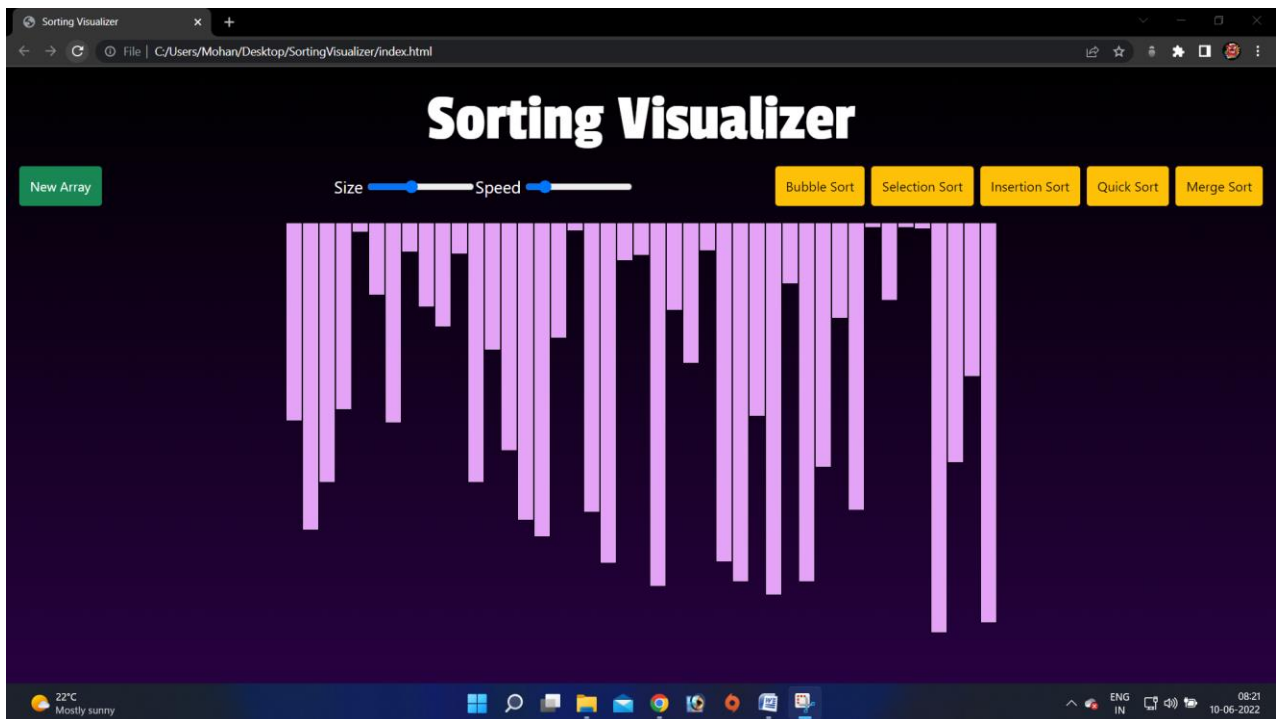 Sorting Visualizer
File | C:/Users/Mohan/Desktop/SortingVisualizer/index.html
Sorting Visualizer
New Array Size Speed Bubble Sort Selection Sort Insertion Sort Quick Sort Merge Sort
22°C
Mostly sunny
ENG
IN
08:21
10-06-2022